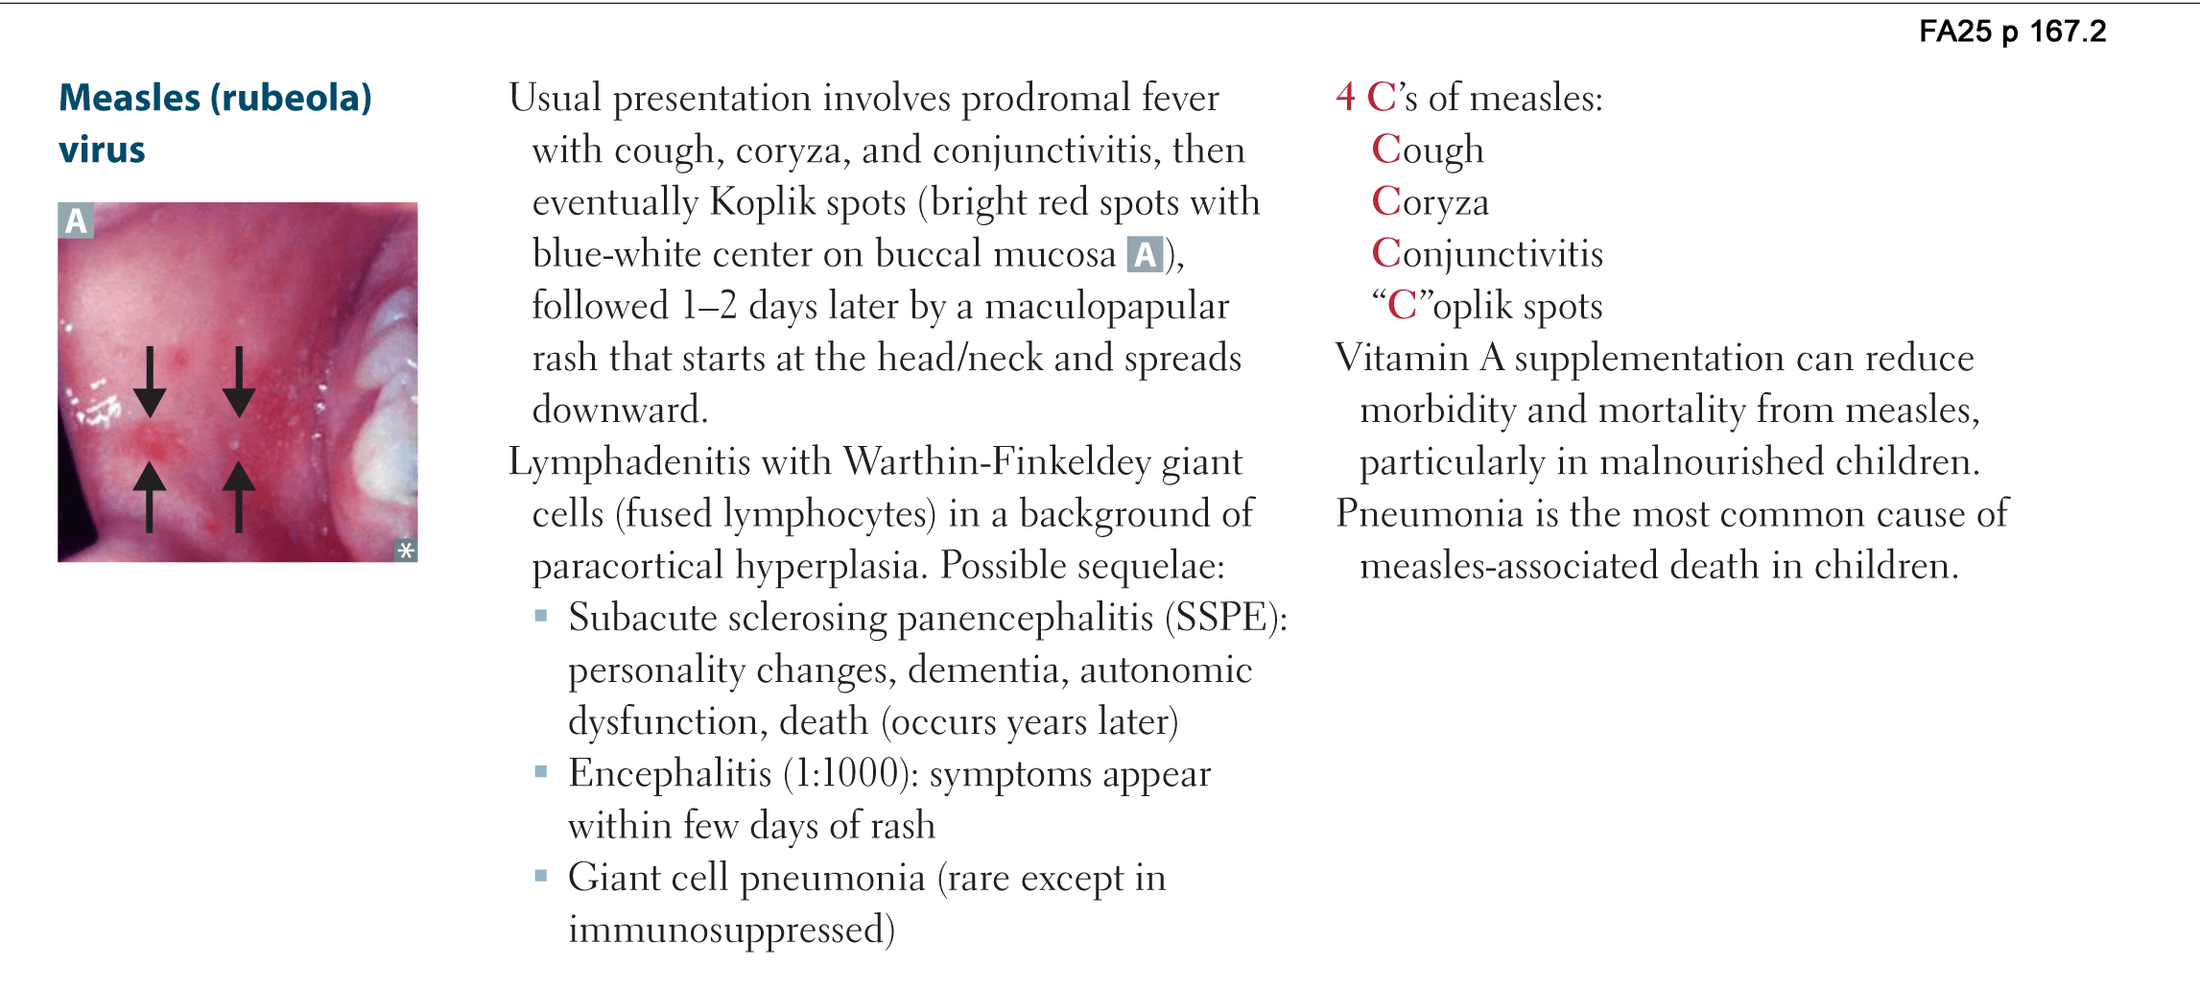 FA25 p 167.2
Measles (rubeola)
virus
A
*
Usual presentation involves prodromal fever
with cough, coryza, and conjunctivitis, then
eventually Koplik spots (bright red spots with
blue-white center on buccal mucosa A),
followed 1–2 days later by a maculopapular
rash that starts at the head/neck and spreads
downward.
Lymphadenitis with Warthin-Finkeldey giant
cells (fused lymphocytes) in a background of
paracortical hyperplasia. Possible sequelae:
▪ Subacute sclerosing panencephalitis (SSPE):
personality changes, dementia, autonomic
dysfunction, death (occurs years later)
▪ Encephalitis (1:1000): symptoms appear
within few days of rash
▪ Giant cell pneumonia (rare except in
immunosuppressed)
4 C’s of measles:
Cough
Coryza
Conjunctivitis
“C”oplik spots
Vitamin A supplementation can reduce
morbidity and mortality from measles,
particularly in malnourished children.
Pneumonia is the most common cause of
measles-associated death in children.